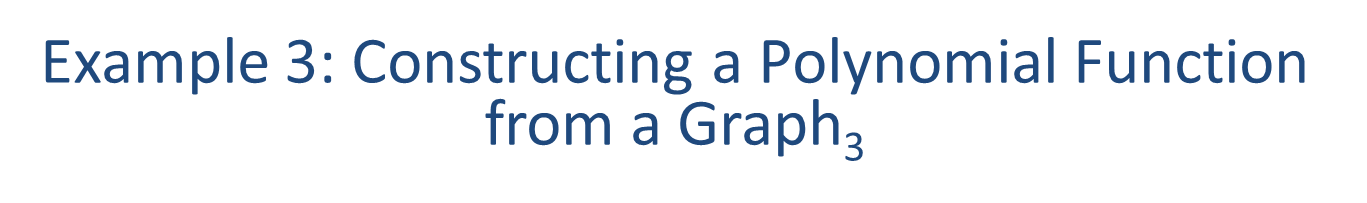 Example 3: Constructing a Polynomial Function
from a Graph₃